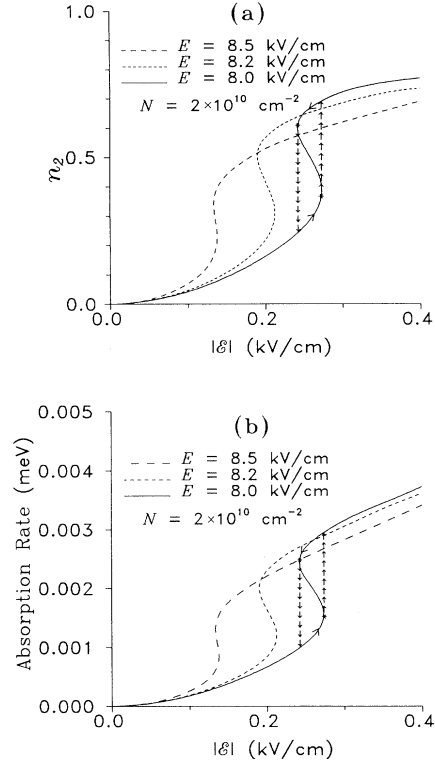 (a)
1.0
E = 8.5 kV/cm
E = 8.2 kV/cm
E = 8.0 kV/cm
N = 2×10¹⁰ cm⁻²
n₂
0.5
0.0
0.0 0.2 0.4
|ℰ| (kV/cm)
(b)
0.005
E = 8.5 kV/cm
E = 8.2 kV/cm
E = 8.0 kV/cm
0.004
N = 2×10¹⁰ cm⁻²
Absorption Rate (meV)
0.003
0.002
0.001
0.000
0.0 0.2 0.4
|ℰ| (kV/cm)